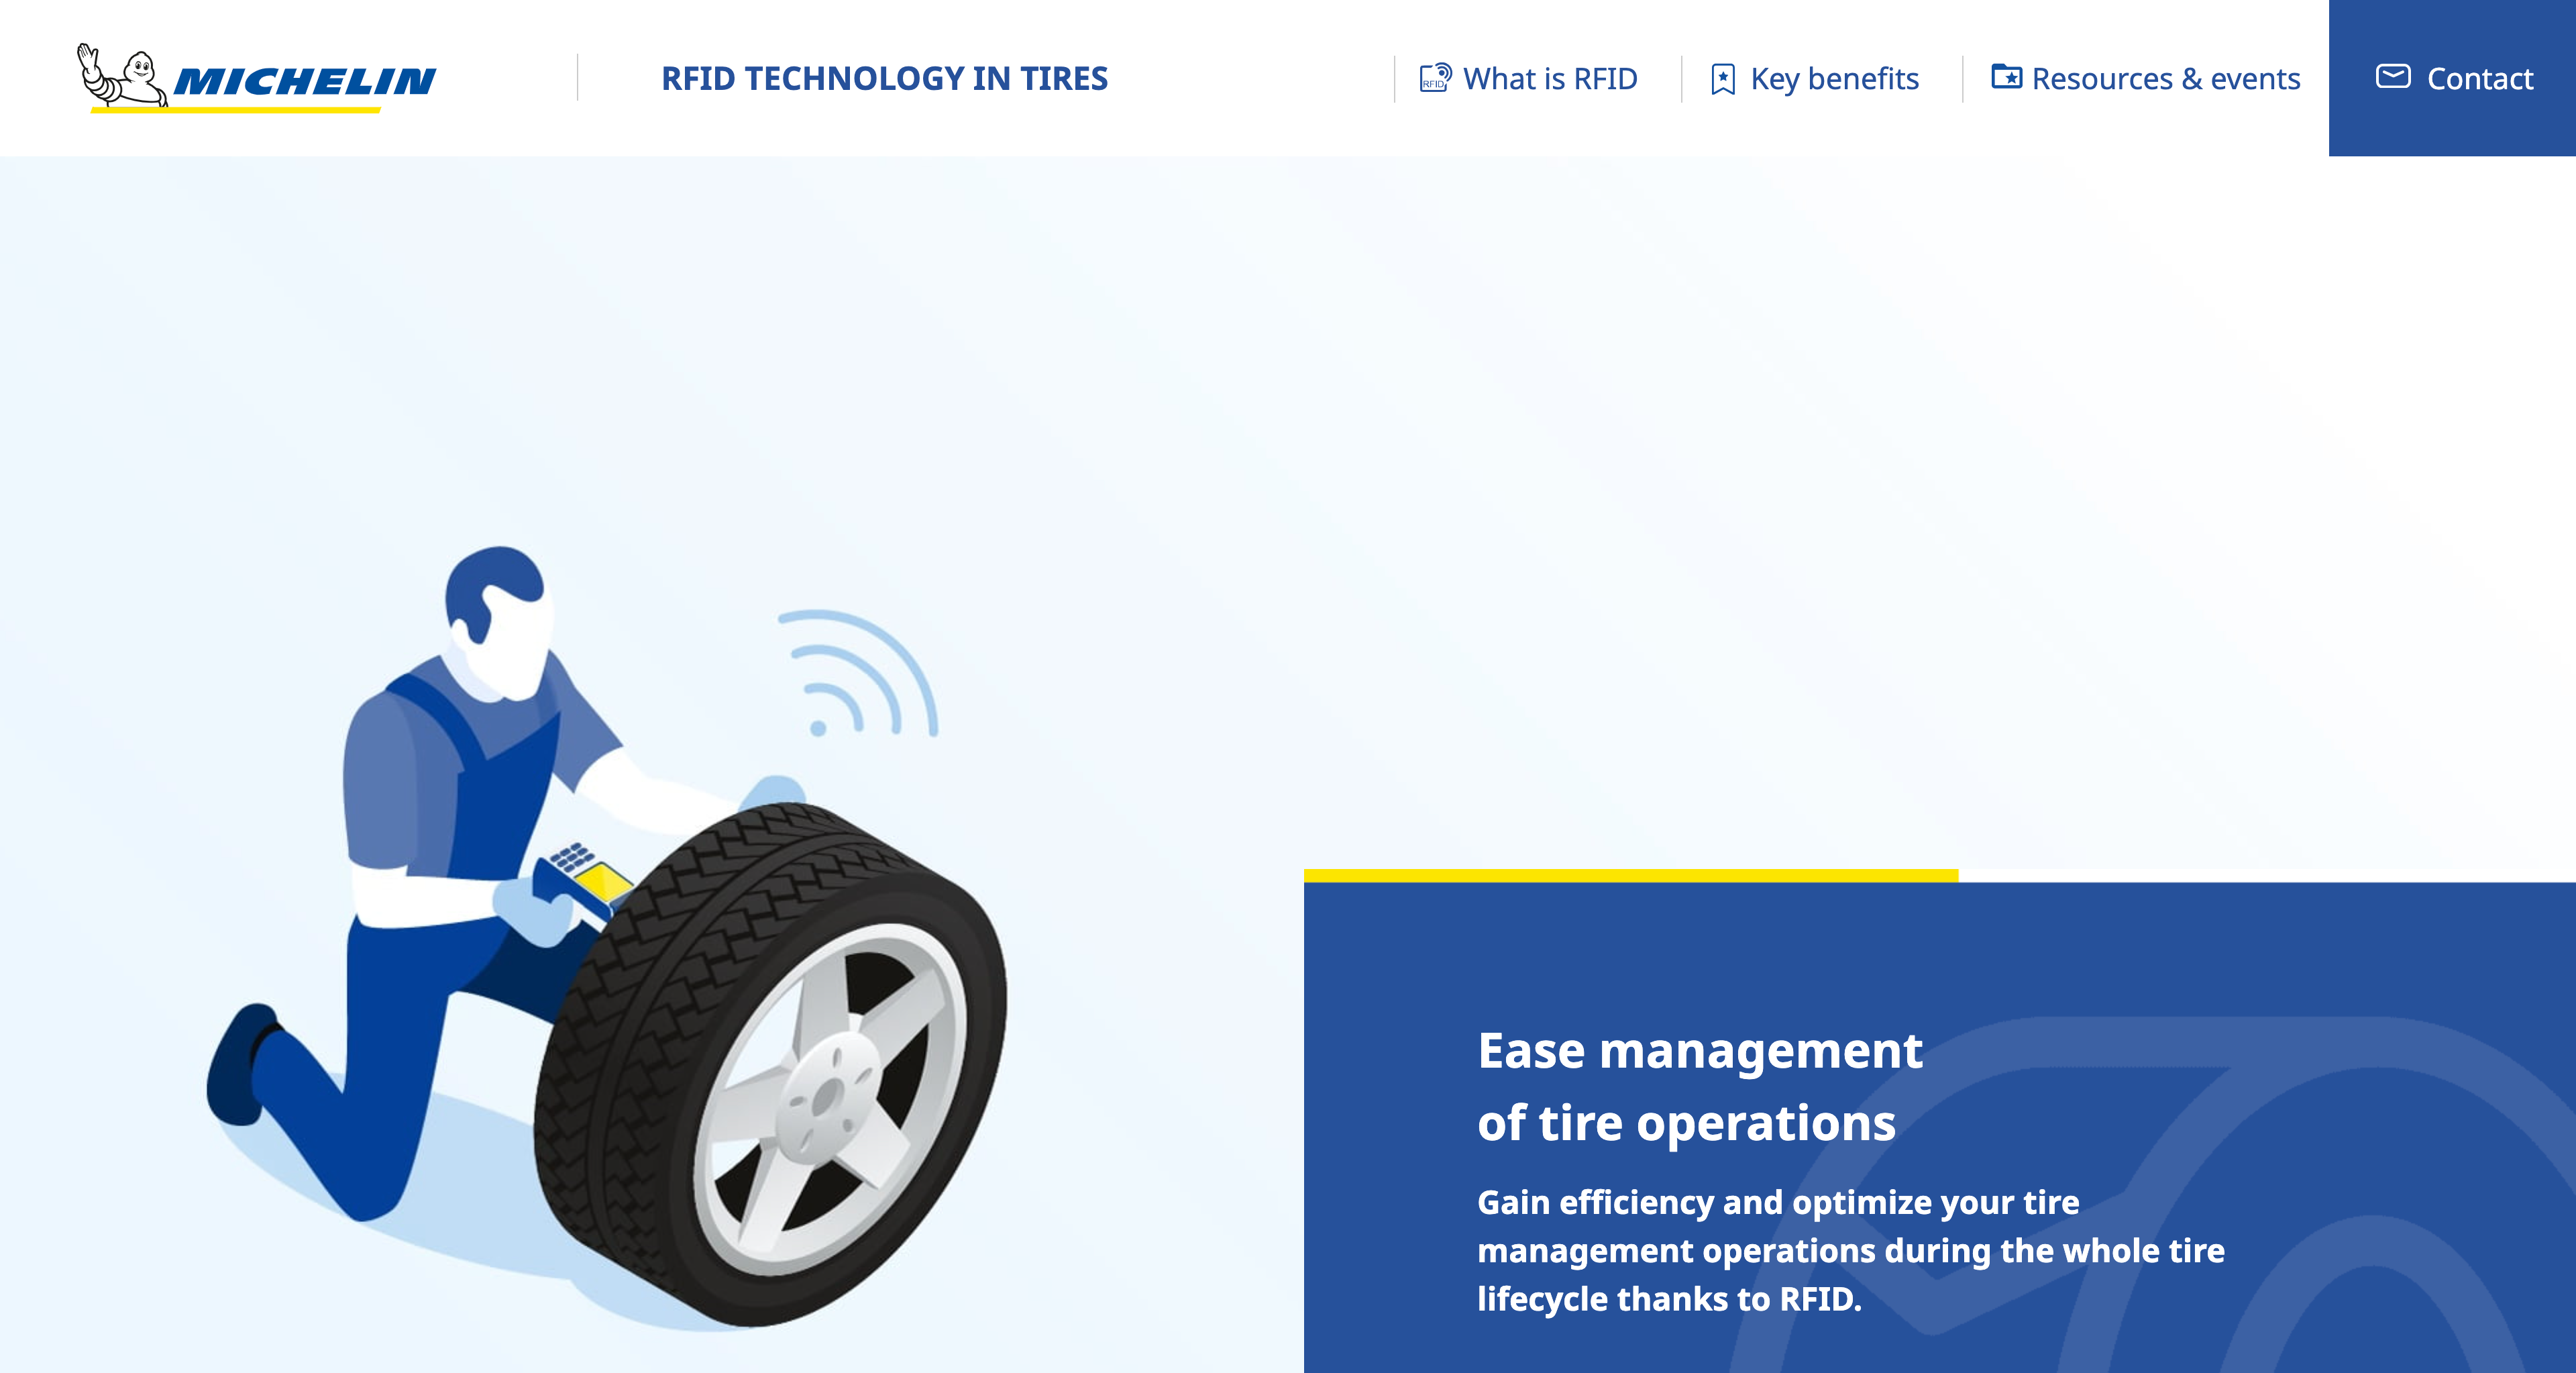 MICHELIN
RFID TECHNOLOGY IN TIRES
RFID
What is RFID
Key benefits
Resources & events
Contact
Ease management
of tire operations
Gain efficiency and optimize your tire
management operations during the whole tire
lifecycle thanks to RFID.